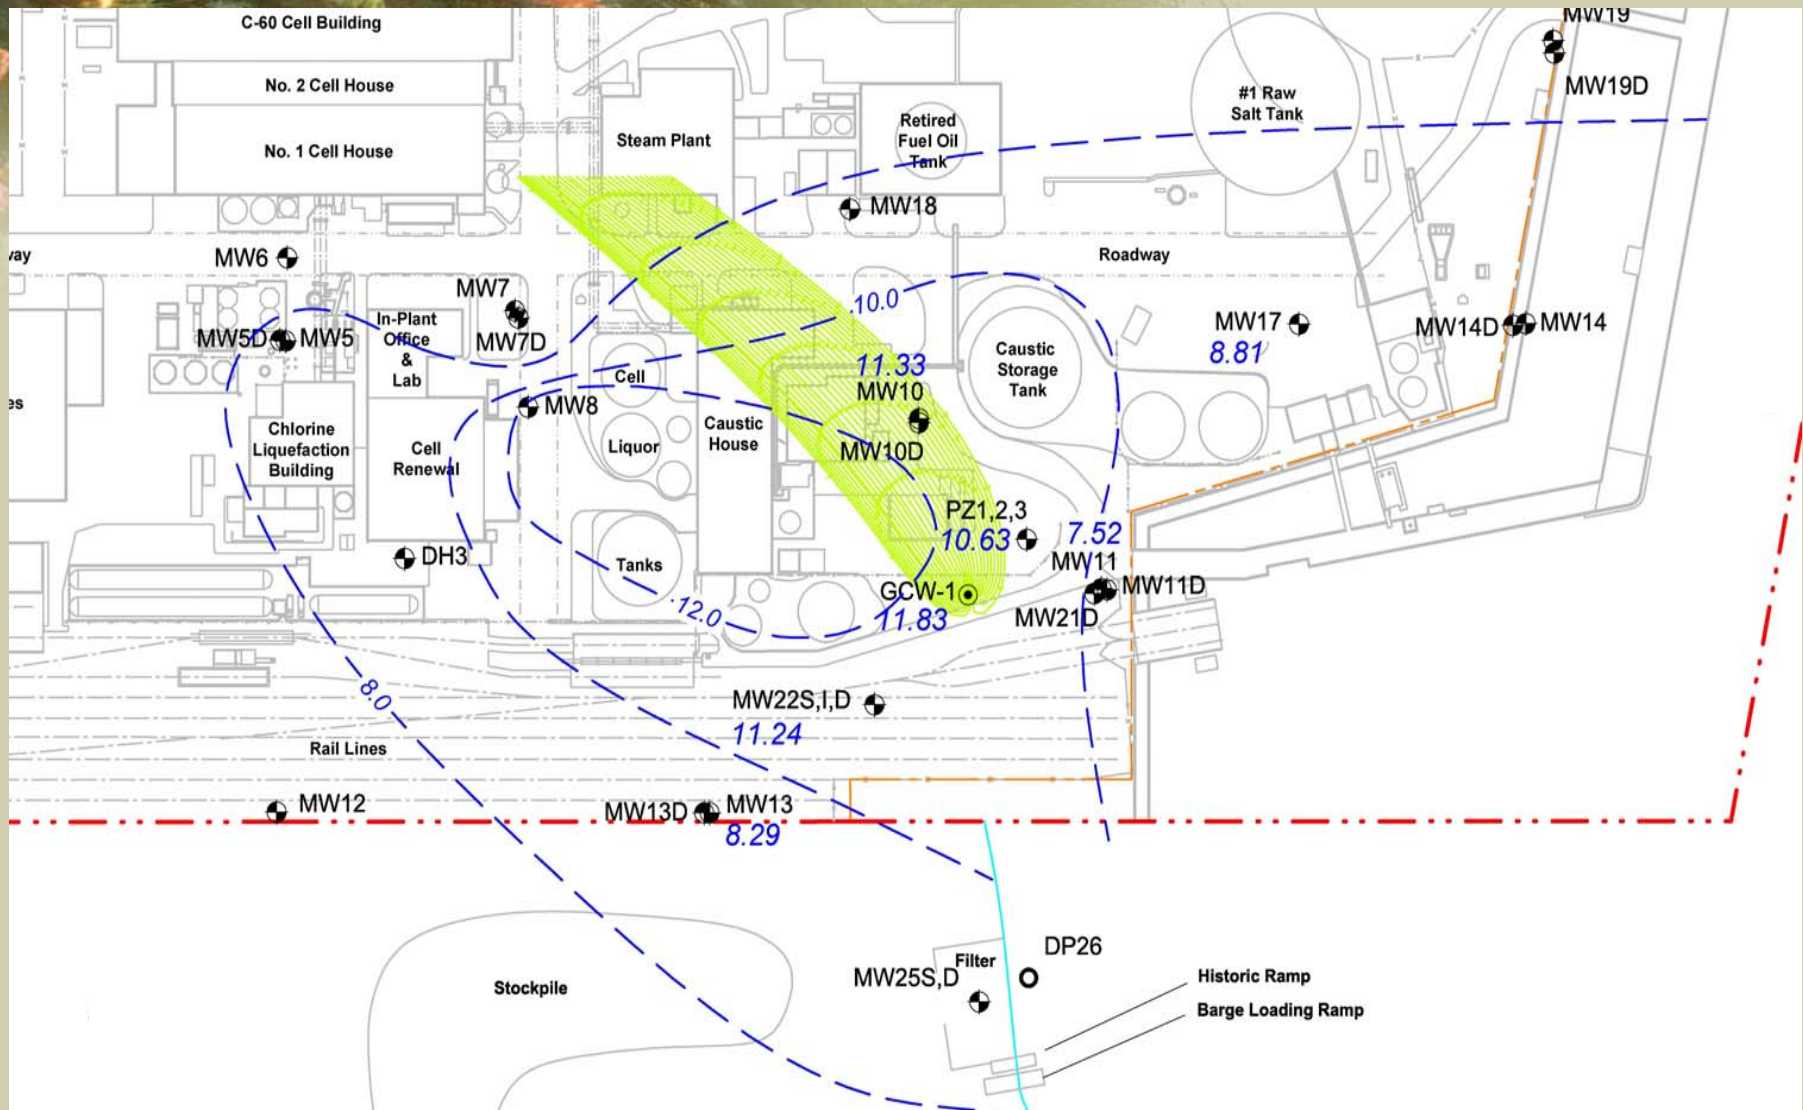 C-60 Cell Building
No. 2 Cell House
No. 1 Cell House
Steam Plant
Retired
Fuel Oil
Tank
#1 Raw
Salt Tank
MW19
MW19D
MW18
MW6
Roadway
way
MW7
MW7D
10.0
In-Plant
Office
&
Lab
MW5D
MW5
MW17
8.81
MW14D
MW14
11.33
MW10
MW10D
Caustic
Storage
Tank
Cell
MW8
Liquor
Caustic
House
Chlorine
Liquefaction
Building
Cell
Renewal
es
PZ1,2,3
10.63
7.52
MW11
MW11D
MW21D
DH3
Tanks
GCW-1
11.83
12.0
8.0
MW22S,I,D
11.24
Rail Lines
MW12
MW13D
MW13
8.29
Stockpile
Filter
MW25S,D
DP26
Historic Ramp
Barge Loading Ramp